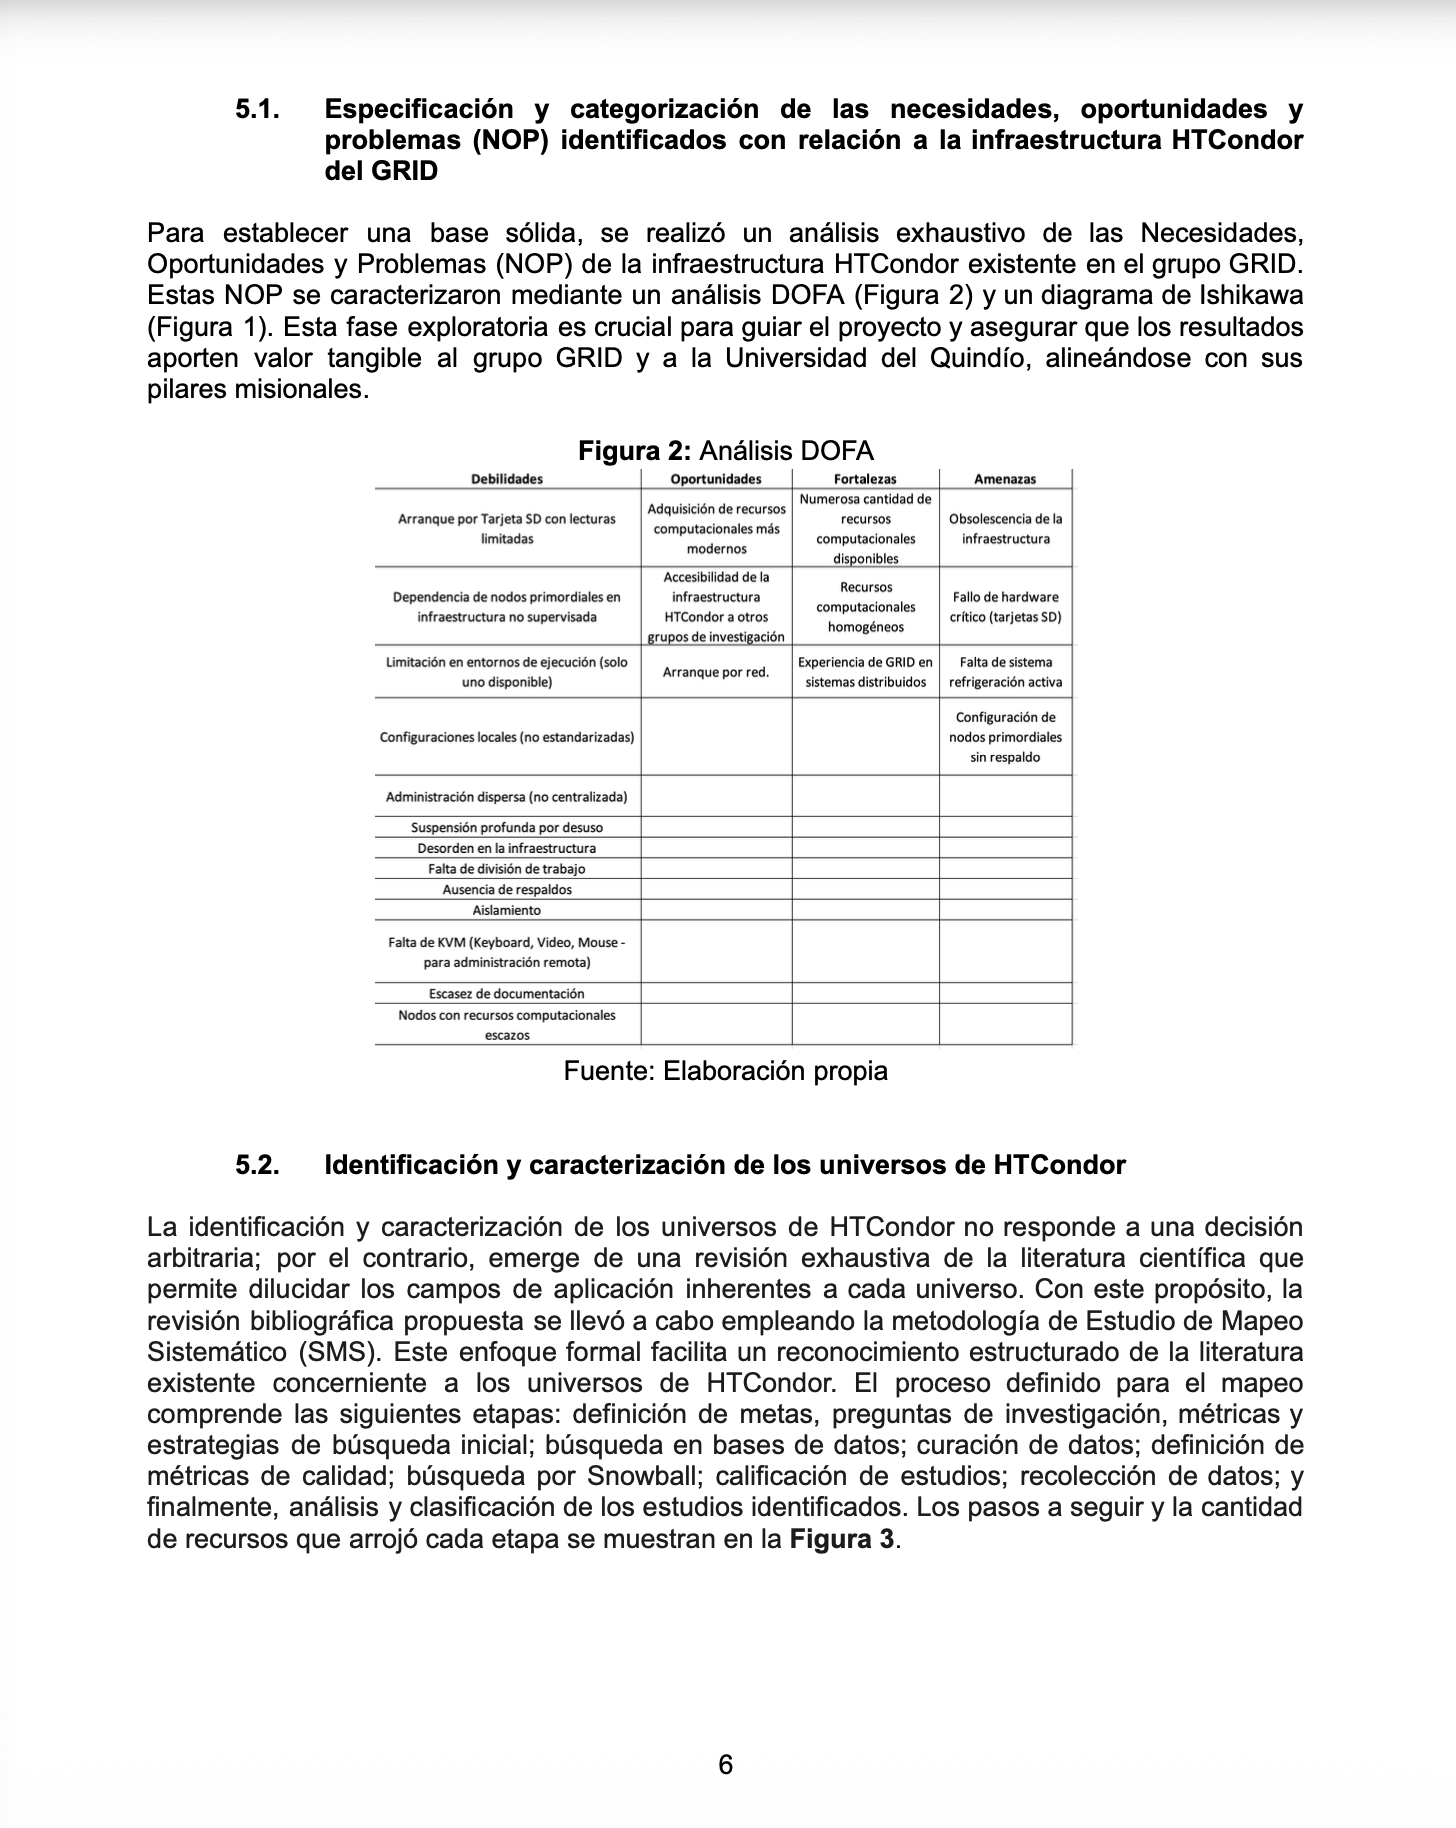 5.1. Especificación y categorización de las necesidades, oportunidades y
problemas (NOP) identificados con relación a la infraestructura HTCondor
del GRID
Para establecer una base sólida, se realizó un análisis exhaustivo de las Necesidades,
Oportunidades y Problemas (NOP) de la infraestructura HTCondor existente en el grupo GRID.
Estas NOP se caracterizaron mediante un análisis DOFA (Figura 2) y un diagrama de Ishikawa
(Figura 1). Esta fase exploratoria es crucial para guiar el proyecto y asegurar que los resultados
aporten valor tangible al grupo GRID y a la Universidad del Quindío, alineándose con sus
pilares misionales.
Figura 2: Análisis DOFA
Debilidades Oportunidades Fortalezas Amenazas
Arranque por Tarjeta SD con lecturas
limitadas
Adquisición de recursos
computacionales más
modernos
Numerosa cantidad de
recursos
computacionales
disponibles
Obsolescencia de la
infraestructura
Dependencia de nodos primordiales en
infraestructura no supervisada
Accesibilidad de la
infraestructura
HTCondor a otros
grupos de investigación
Recursos
computacionales
homogéneos
Fallo de hardware
crítico (tarjetas SD)
Limitación en entornos de ejecución (solo
uno disponible)
Arranque por red.
Experiencia de GRID en
sistemas distribuidos
Falta de sistema
refrigeración activa
Configuraciones locales (no estandarizadas)
Configuración de
nodos primordiales
sin respaldo
Administración dispersa (no centralizada)
Suspensión profunda por desuso
Desorden en la infraestructura
Falta de división de trabajo
Ausencia de respaldos
Aislamiento
Falta de KVM (Keyboard, Video, Mouse -
para administración remota)
Escasez de documentación
Nodos con recursos computacionales
escazos
Fuente: Elaboración propia
5.2. Identificación y caracterización de los universos de HTCondor
La identificación y caracterización de los universos de HTCondor no responde a una decisión
arbitraria; por el contrario, emerge de una revisión exhaustiva de la literatura científica que
permite dilucidar los campos de aplicación inherentes a cada universo. Con este propósito, la
revisión bibliográfica propuesta se llevó a cabo empleando la metodología de Estudio de Mapeo
Sistemático (SMS). Este enfoque formal facilita un reconocimiento estructurado de la literatura
existente concerniente a los universos de HTCondor. El proceso definido para el mapeo
comprende las siguientes etapas: definición de metas, preguntas de investigación, métricas y
estrategias de búsqueda inicial; búsqueda en bases de datos; curación de datos; definición de
métricas de calidad; búsqueda por Snowball; calificación de estudios; recolección de datos; y
finalmente, análisis y clasificación de los estudios identificados. Los pasos a seguir y la cantidad
de recursos que arrojó cada etapa se muestran en la Figura 3.
6